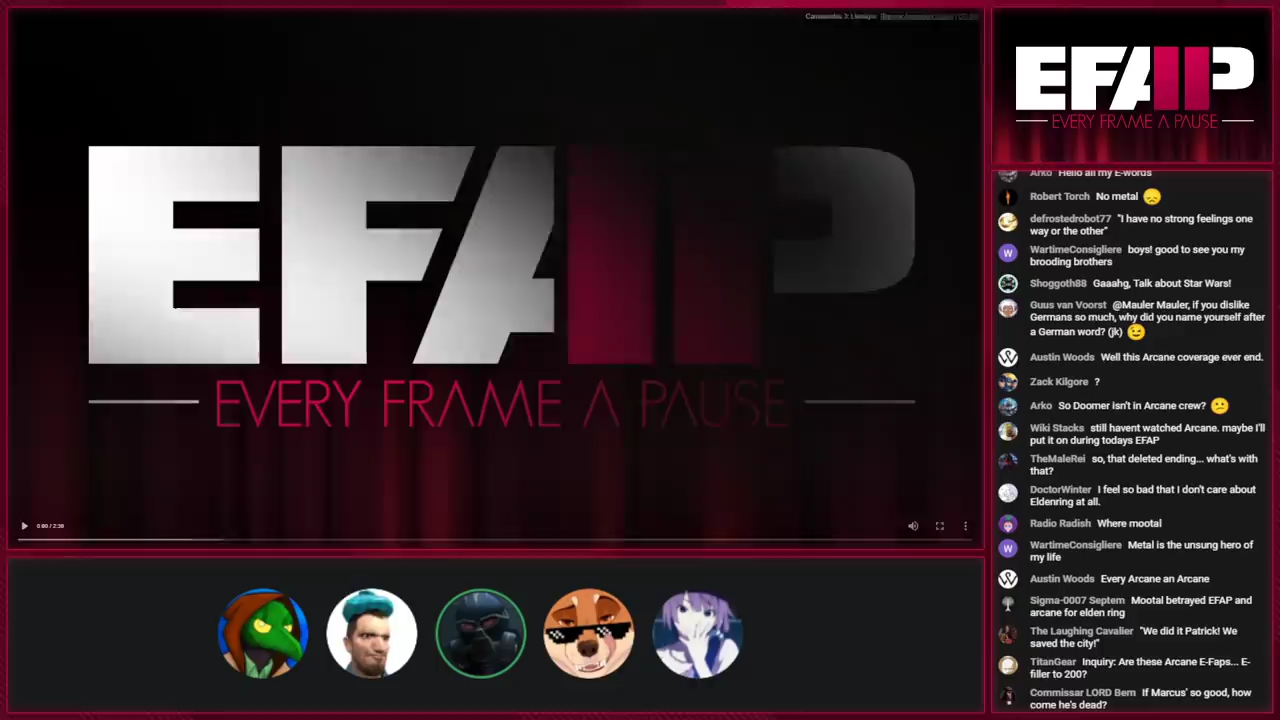 EFAP
EVERY FRAME A PAUSE
0:00 / 2:38
EFAP
EVERY FRAME A PAUSE
Arko Hello all my E-words
Robert Torch No metal
defrostedrobot77 "I have no strong feelings one
way or the other"
WartimeConsigliere boys! good to see you my
brooding brothers
Shoggoth88 Gaaahg, Talk about Star Wars!
Guus van Voorst @Mauler Mauler, if you dislike
Germans so much, why did you name yourself after
a German word? (jk)
Austin Woods Well this Arcane coverage ever end.
Zack Kilgore ?
Arko So Doomer isn't in Arcane crew?
Wiki Stacks still havent watched Arcane. maybe I'll
put it on during todays EFAP
TheMaleRei so, that deleted ending... what's with
that?
DoctorWinter I feel so bad that I don't care about
Eldenring at all.
Radio Radish Where mootal
W
WartimeConsigliere Metal is the unsung hero of
my life
Austin Woods Every Arcane an Arcane
Sigma-0007 Septem Mootal betrayed EFAP and
arcane for elden ring
The Laughing Cavalier "We did it Patrick! We
saved the city!"
TitanGear Inquiry: Are these Arcane E-Faps... E-
filler to 200?
Commissar LORD Bern If Marcus' so good, how
come he's dead?